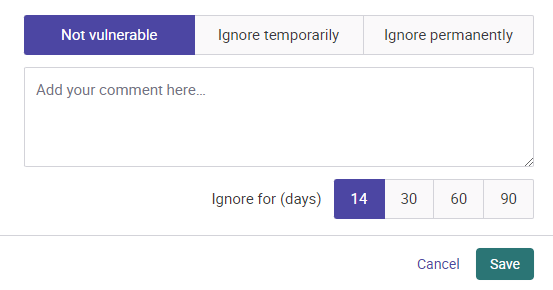 Not vulnerable Ignore temporarily Ignore permanently
Add your comment here...
Ignore for (days) 14 30 60 90
Cancel Save